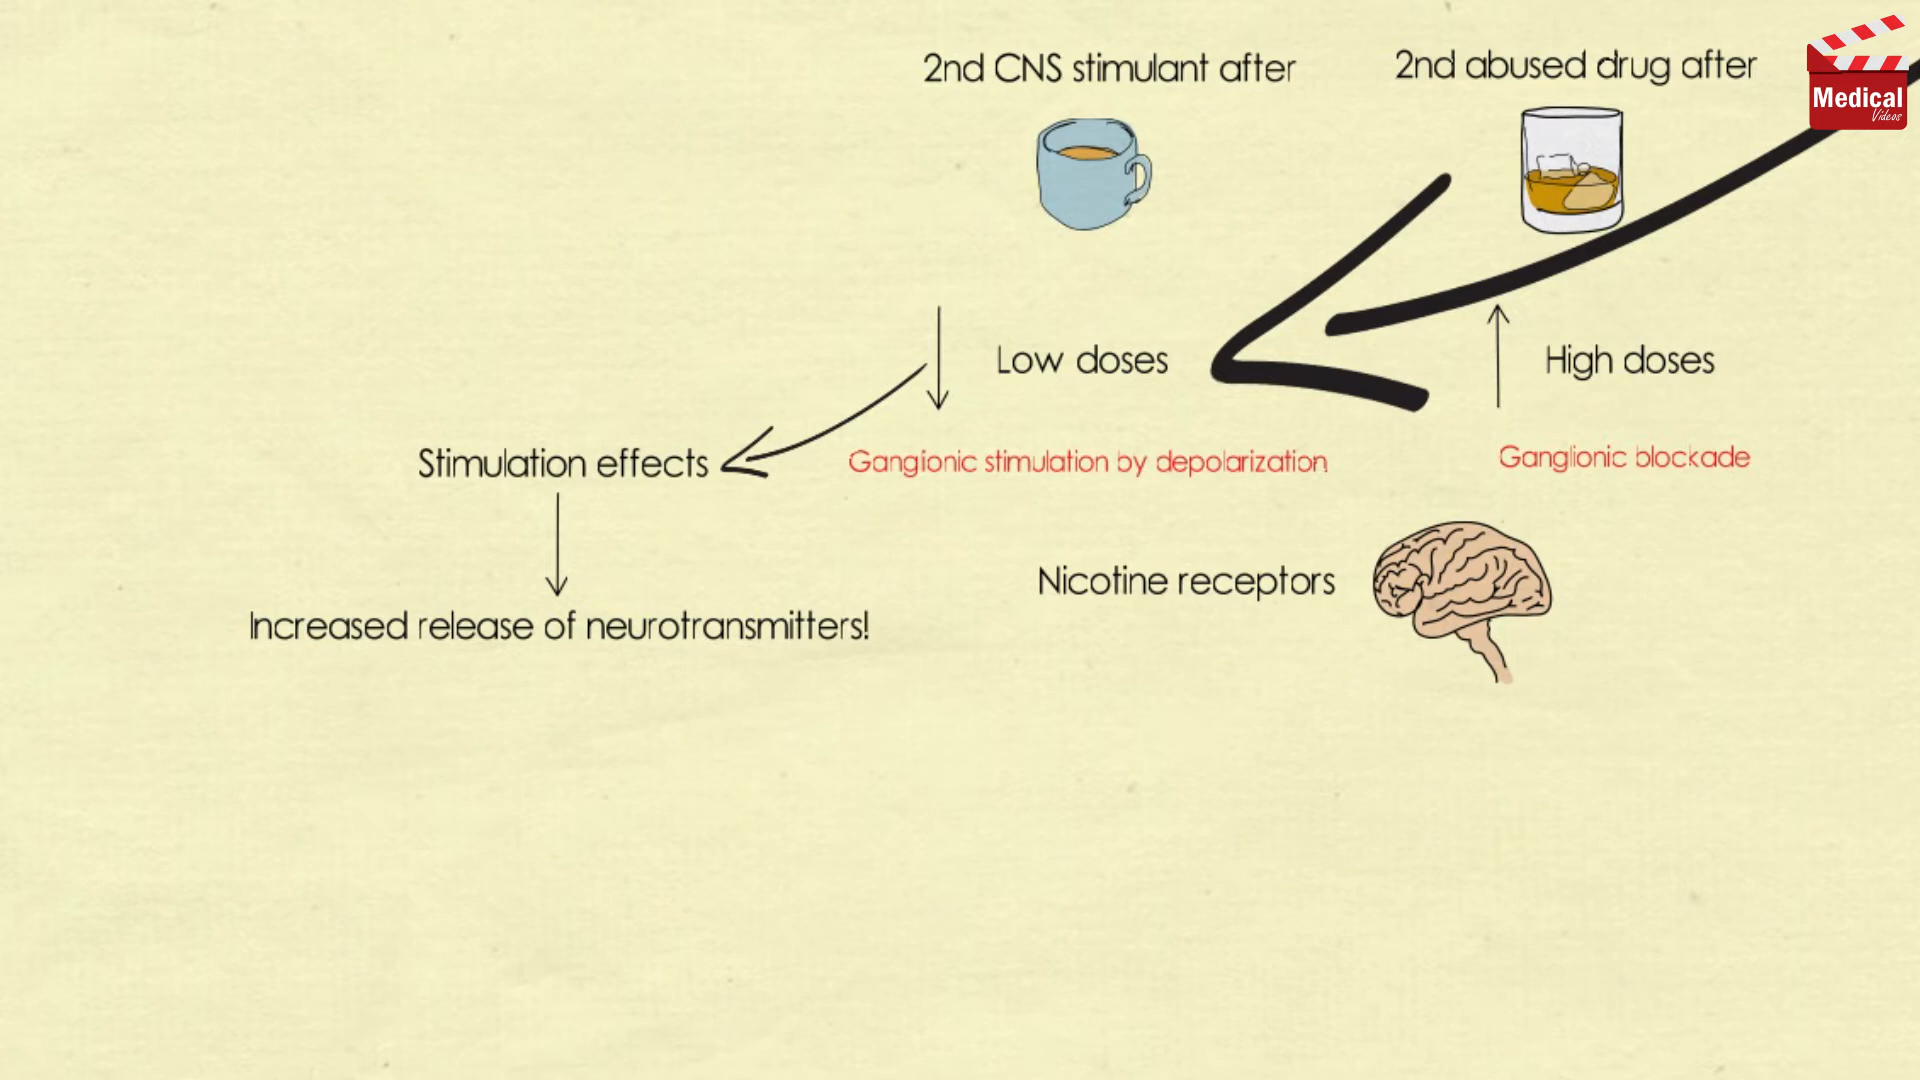 2nd CNS stimulant after
2nd abused drug after
Medical
Videos
Low doses
High doses
Stimulation effects
Ganglionic stimulation by depolarization
Ganglionic blockade
Nicotine receptors
Increased release of neurotransmitters!